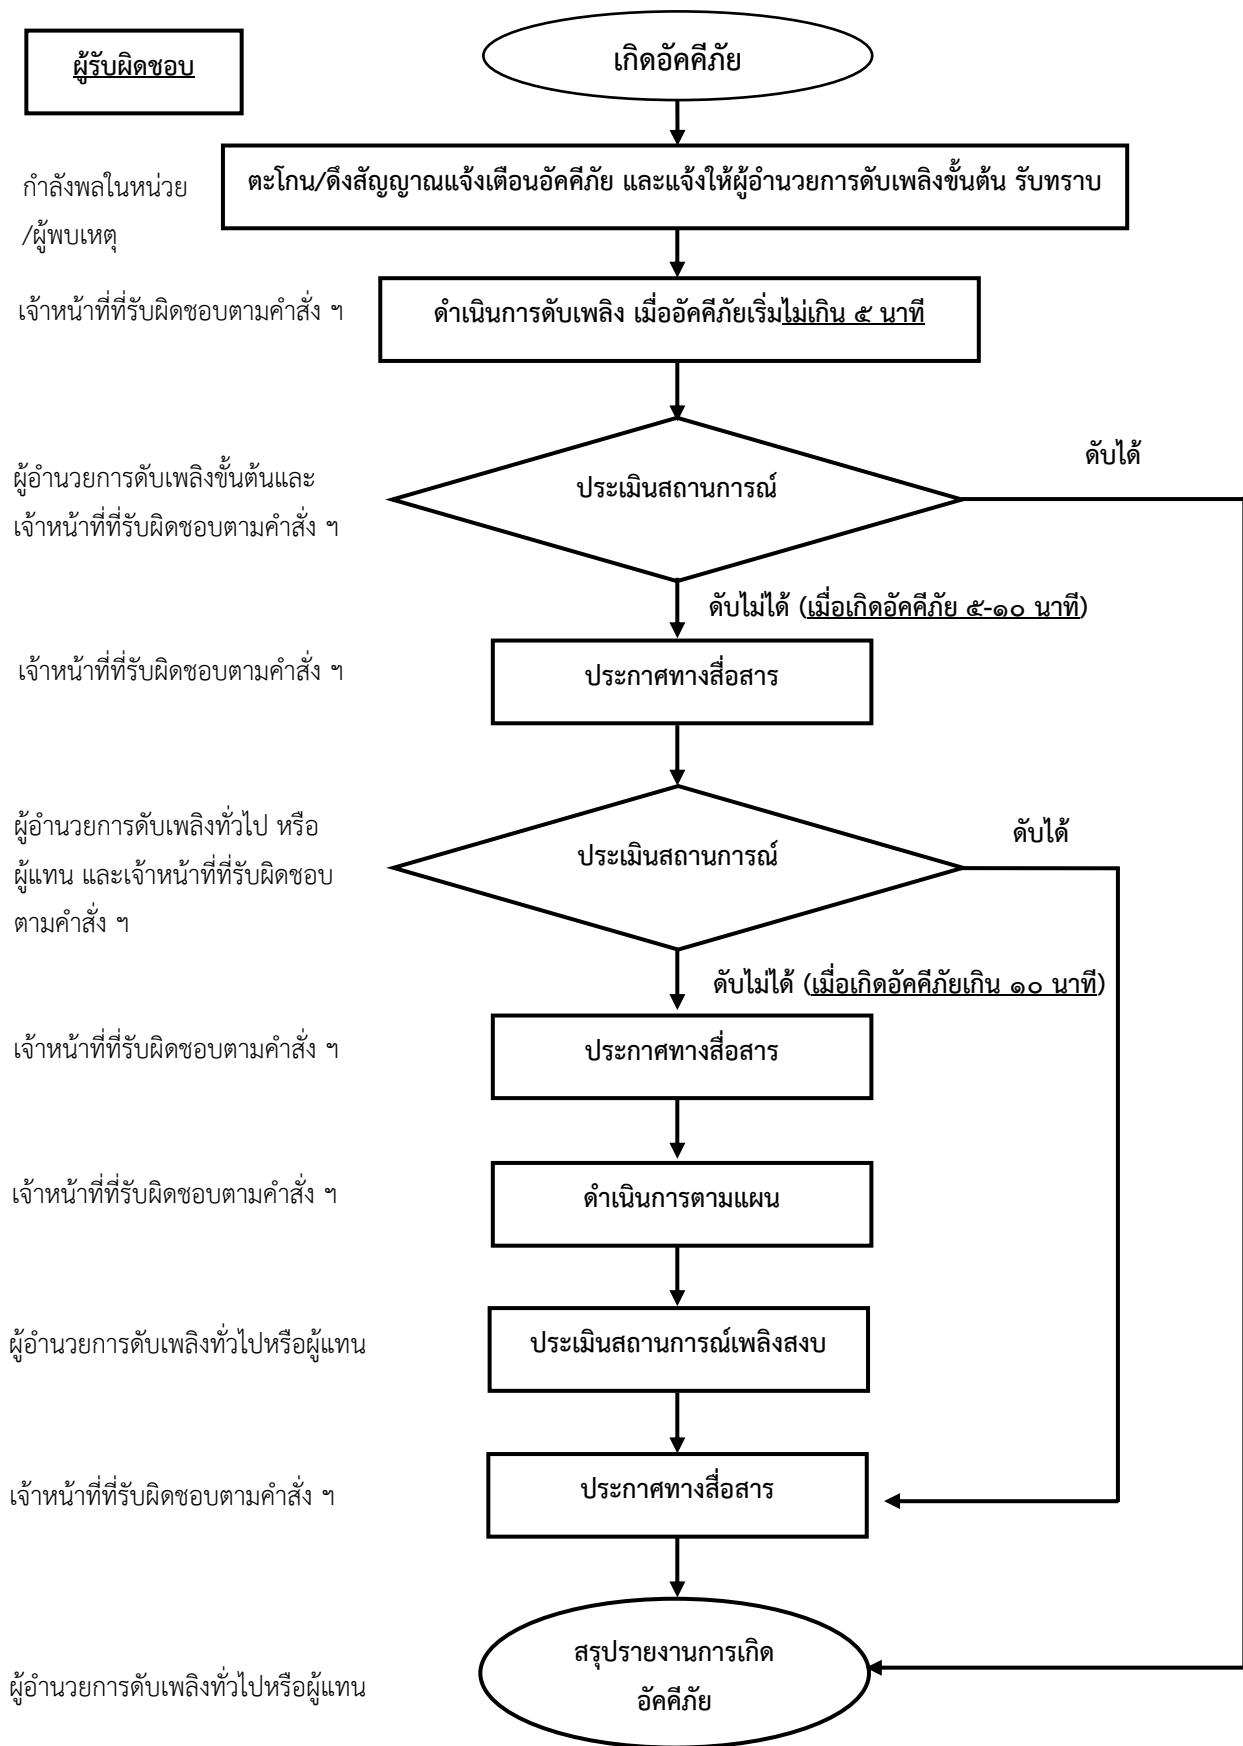 ผู้รับผิดชอบ
เกิดอัคคีภัย
กำลังพลในหน่วย
/ผู้พบเหตุ
ตะโกน/ดึงสัญญาณแจ้งเตือนอัคคีภัย และแจ้งให้ผู้อำนวยการดับเพลิงขั้นต้น รับทราบ
เจ้าหน้าที่ที่รับผิดชอบตามคำสั่ง ฯ
ดำเนินการดับเพลิง เมื่ออัคคีภัยเริ่มไม่เกิน ๕ นาที
ผู้อำนวยการดับเพลิงขั้นต้นและ
เจ้าหน้าที่ที่รับผิดชอบตามคำสั่ง ฯ
ประเมินสถานการณ์
ดับได้
ดับไม่ได้ (เมื่อเกิดอัคคีภัย ๕-๑๐ นาที)
เจ้าหน้าที่ที่รับผิดชอบตามคำสั่ง ฯ
ประกาศทางสื่อสาร
ผู้อำนวยการดับเพลิงทั่วไป หรือ
ผู้แทน และเจ้าหน้าที่ที่รับผิดชอบ
ตามคำสั่ง ฯ
ประเมินสถานการณ์
ดับได้
ดับไม่ได้ (เมื่อเกิดอัคคีภัยเกิน ๑๐ นาที)
เจ้าหน้าที่ที่รับผิดชอบตามคำสั่ง ฯ
ประกาศทางสื่อสาร
เจ้าหน้าที่ที่รับผิดชอบตามคำสั่ง ฯ
ดำเนินการตามแผน
ผู้อำนวยการดับเพลิงทั่วไปหรือผู้แทน
ประเมินสถานการณ์เพลิงสงบ
เจ้าหน้าที่ที่รับผิดชอบตามคำสั่ง ฯ
ประกาศทางสื่อสาร
ผู้อำนวยการดับเพลิงทั่วไปหรือผู้แทน
สรุปรายงานการเกิด
อัคคีภัย